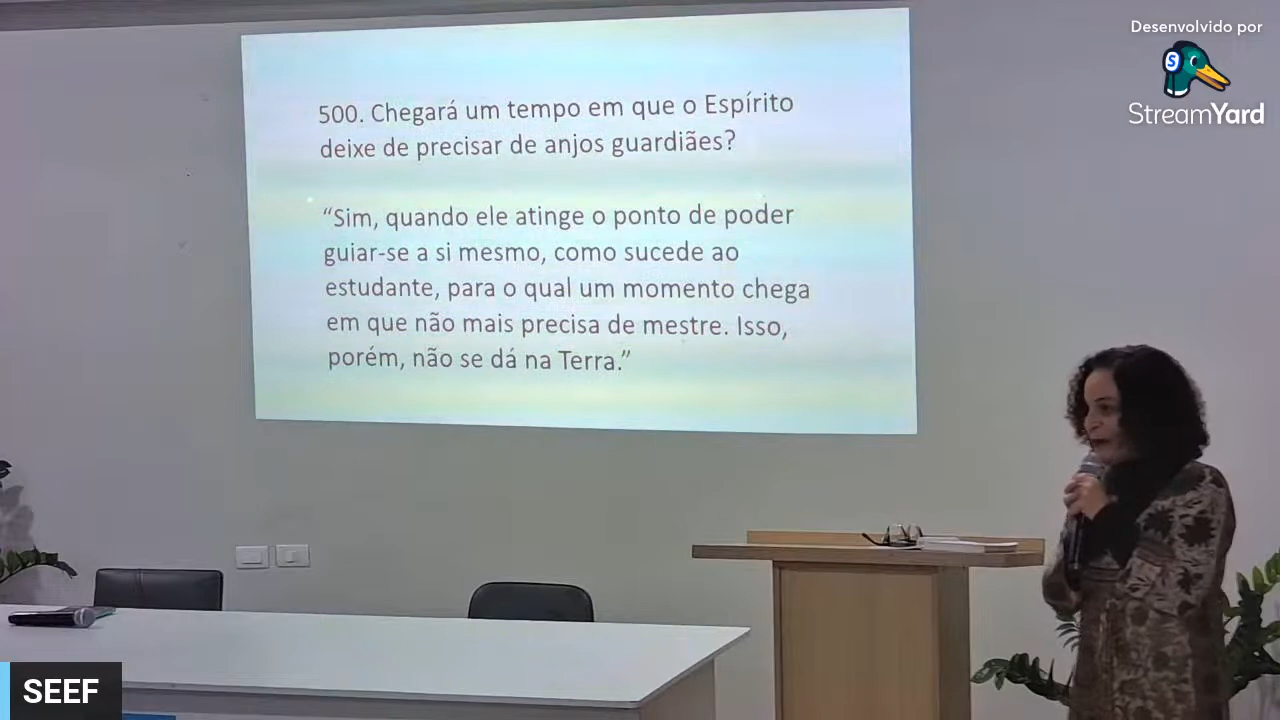 Desenvolvido por
StreamYard
500. Chegará um tempo em que o Espírito
deixe de precisar de anjos guardiães?
“Sim, quando ele atinge o ponto de poder
guiar-se a si mesmo, como sucede ao
estudante, para o qual um momento chega
em que não mais precisa de mestre. Isso,
porém, não se dá na Terra.”
SEEF